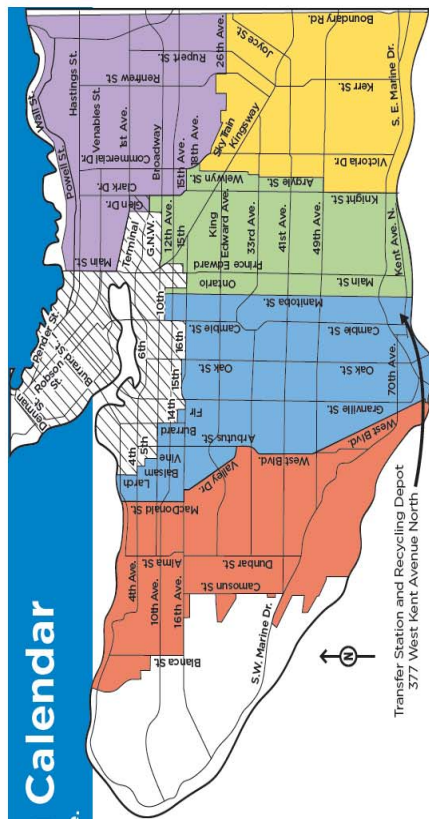 Calendar
Wall St.
Powell St.
Hastings St.
Venables St.
1st Ave.
Broadway
Commercial Dr.
Clark Dr.
Glen Dr.
Main St.
Terminal
G.N.W.
Renfrew St.
Rupert St.
26th Ave.
15th Ave.
18th Ave.
Welwyn St.
12th Ave.
15th
10th
SkyTrain
Kingsway
Joyce St.
Boundary Rd.
Kerr St.
S. E. Marine Dr.
Victoria Dr.
Argyle St.
Knight St.
King
Edward Ave.
33rd Ave.
41st Ave.
49th Ave.
Prince Edward
Ontario
Main St.
Kent Ave. N.
Manitoba St.
Cambie St.
Cambie St.
Oak St.
Oak St.
Granville St.
70th Ave.
Denman St.
Robson St.
Burrard St.
Pender St.
6th
16th
15th
14th
Fir
Burrard
4th
5th
Vine
Balsam
Larch
Arbutus St.
West Blvd.
West Blvd.
Valley Dr.
MacDonald St.
Alma St.
Dunbar St.
Camosun St.
4th Ave.
10th Ave.
16th Ave.
Blanca St.
S.W. Marine Dr.
N
Transfer Station and Recycling Depot
377 West Kent Avenue North